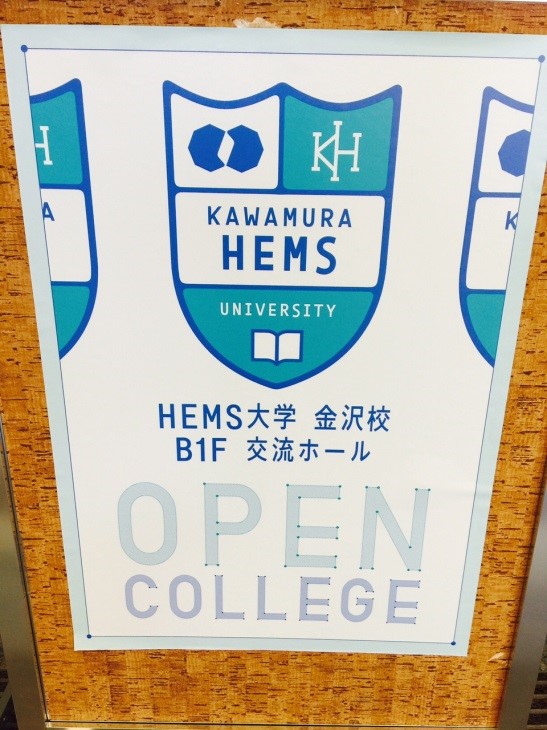 KH
KAWAMURA
HEMS
UNIVERSITY
HEMS大学 金沢校
B1F 交流ホール
OPEN
COLLEGE